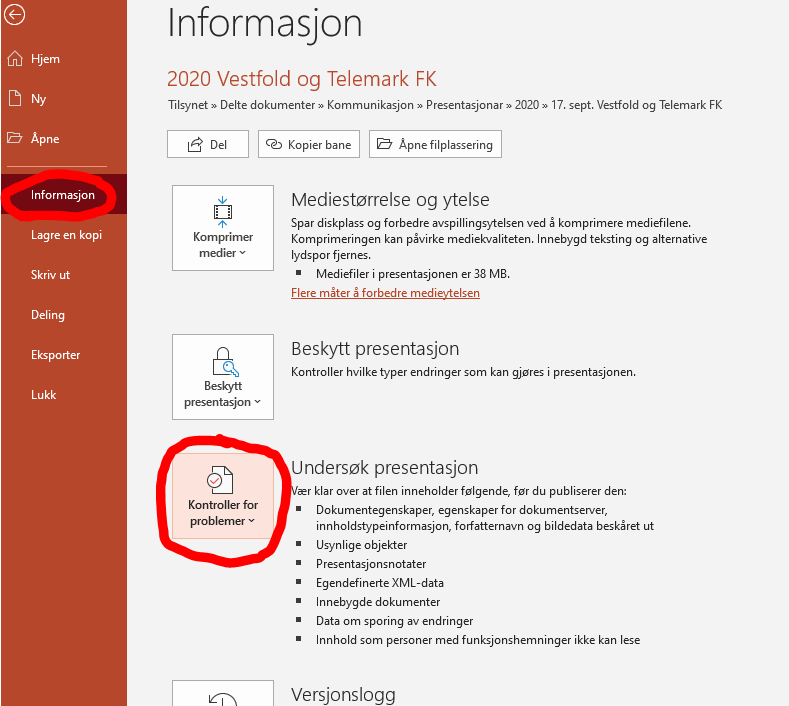 Informasjon
Hjem
Ny
Åpne
Informasjon
Lagre en kopi
Skriv ut
Deling
Eksporter
Lukk
2020 Vestfold og Telemark FK
Tilsynet » Delte dokumenter » Kommunikasjon » Presentasjonar » 2020 » 17. sept. Vestfold og Telemark FK
Del
Kopier bane
Åpne filplassering
Komprimer
medier
Mediestørrelse og ytelse
Spar diskplass og forbedre avspillingsytelsen ved å komprimere mediefilene.
Komprimeringen kan påvirke mediekvaliteten. Innebygd teksting og alternative
lydspor fjernes.
Mediefiler i presentasjonen er 38 MB.
Flere måter å forbedre medieytelsen
Beskytt
presentasjon
Beskytt presentasjon
Kontroller hvilke typer endringer som kan gjøres i presentasjonen.
Kontroller for
problemer
Undersøk presentasjon
Vær klar over at filen inneholder følgende, før du publiserer den:
Dokumentegenskaper, egenskaper for dokumentserver,
innholdstypeinformasjon, forfatternavn og bildedata beskåret ut
Usynlige objekter
Presentasjonsnotater
Egendefinerte XML-data
Innebygde dokumenter
Data om sporing av endringer
Innhold som personer med funksjonshemninger ikke kan lese
Versjonslogg